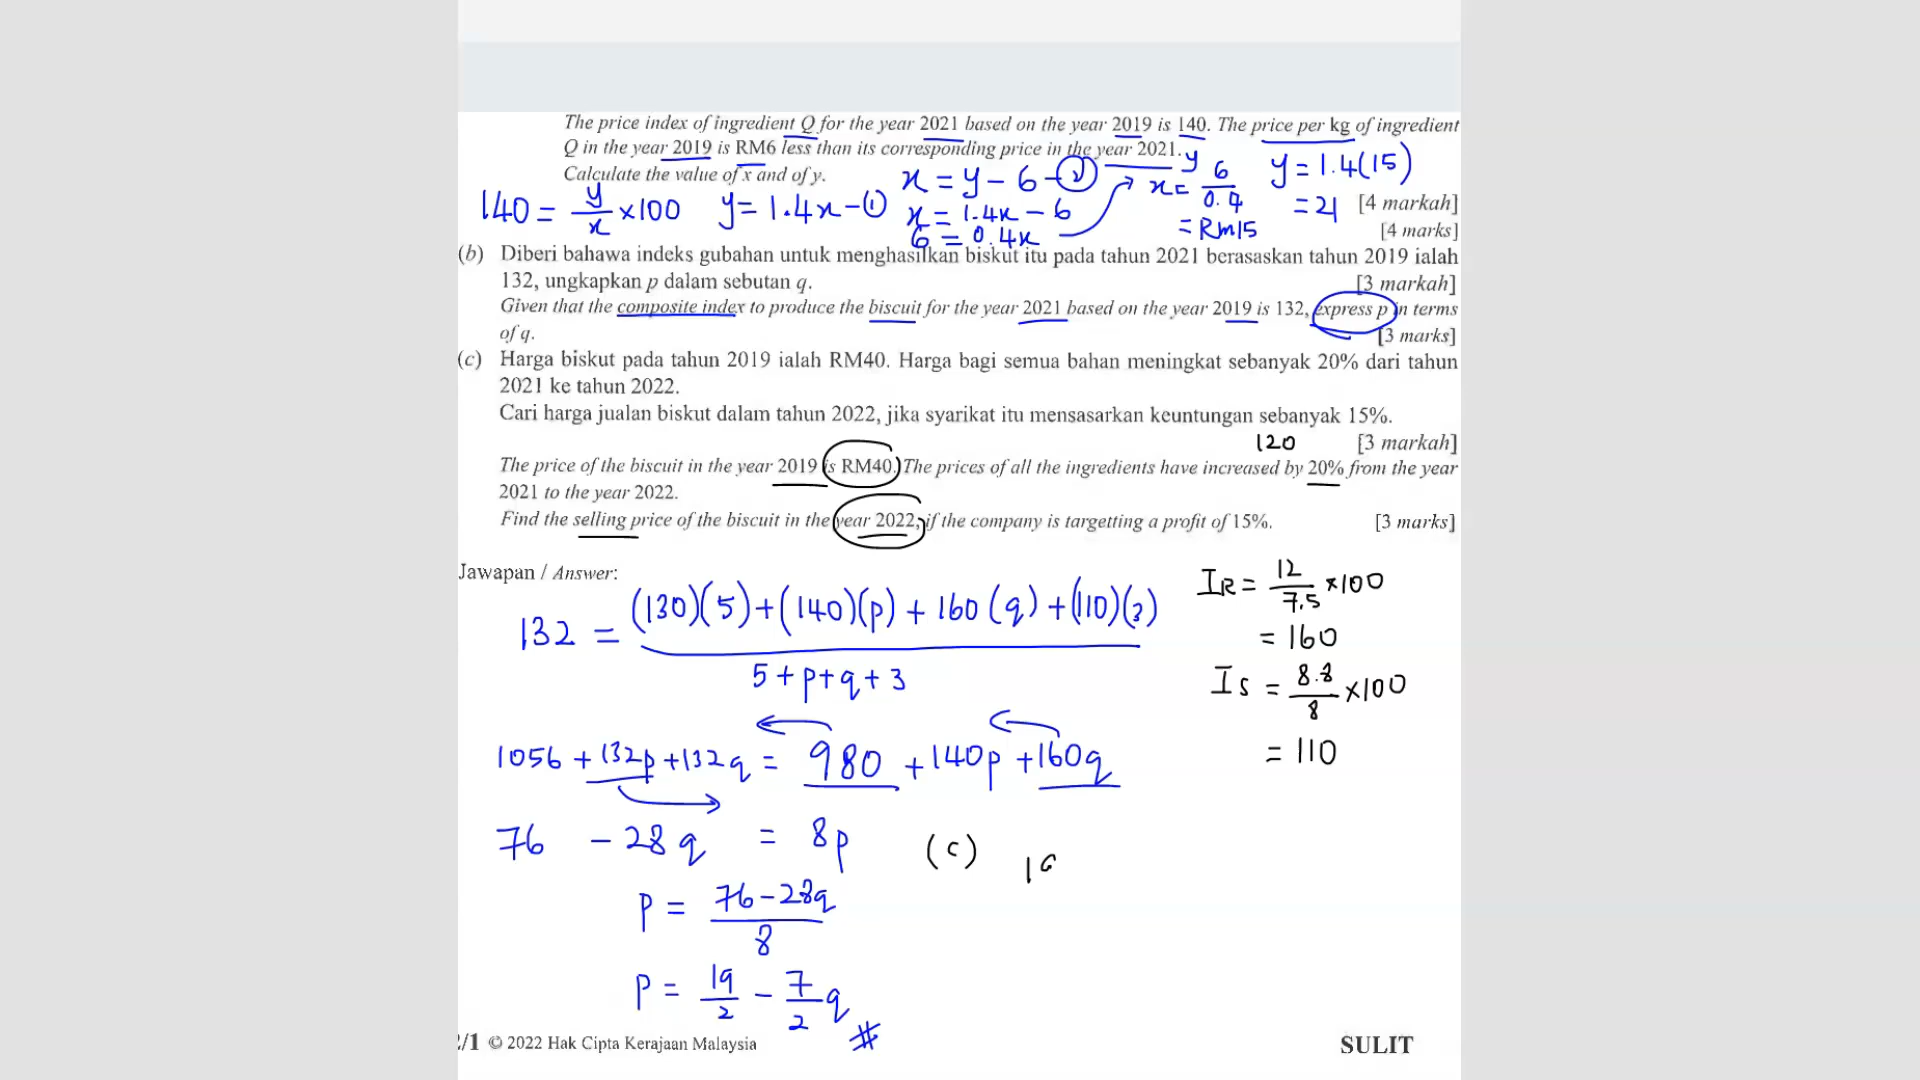 The price index of ingredient Q for the year 2021 based on the year 2019 is 140. The price per kg of ingredient
Q in the year 2019 is RM6 less than its corresponding price in the year 2021.
Calculate the value of x and of y.
[4 markah]
[4 marks]
140 = y/x ×100
y = 1.4x - ①
x = y - 6 - ②
x = 1.4x - 6
6 = 0.4x
y
x = 6/0.4
= RM15
y = 1.4(15)
= 21
(b) Diberi bahawa indeks gubahan untuk menghasilkan biskut itu pada tahun 2021 berasaskan tahun 2019 ialah
132, ungkapkan p dalam sebutan q. [3 markah]
Given that the composite index to produce the biscuit for the year 2021 based on the year 2019 is 132, express p in terms
of q. [3 marks]
(c) Harga biskut pada tahun 2019 ialah RM40. Harga bagi semua bahan meningkat sebanyak 20% dari tahun
2021 ke tahun 2022.
Cari harga jualan biskut dalam tahun 2022, jika syarikat itu mensasarkan keuntungan sebanyak 15%.
120 [3 markah]
The price of the biscuit in the year 2019 is RM40. The prices of all the ingredients have increased by 20% from the year
2021 to the year 2022.
Find the selling price of the biscuit in the year 2022, if the company is targetting a profit of 15%. [3 marks]
Jawapan / Answer:
132 = (130)(5)+(140)(p)+160(q)+(110)(3)
5+p+q+3
1056 + 132p + 132q = 980 + 140p + 160q
76 - 28q = 8p
p = 76-28q/8
p = 19/2 - 7/2 q #
IR = 12/7.5 ×100
= 160
Is = 8.8/8 ×100
= 110
(c)
2/1 © 2022 Hak Cipta Kerajaan Malaysia
SULIT